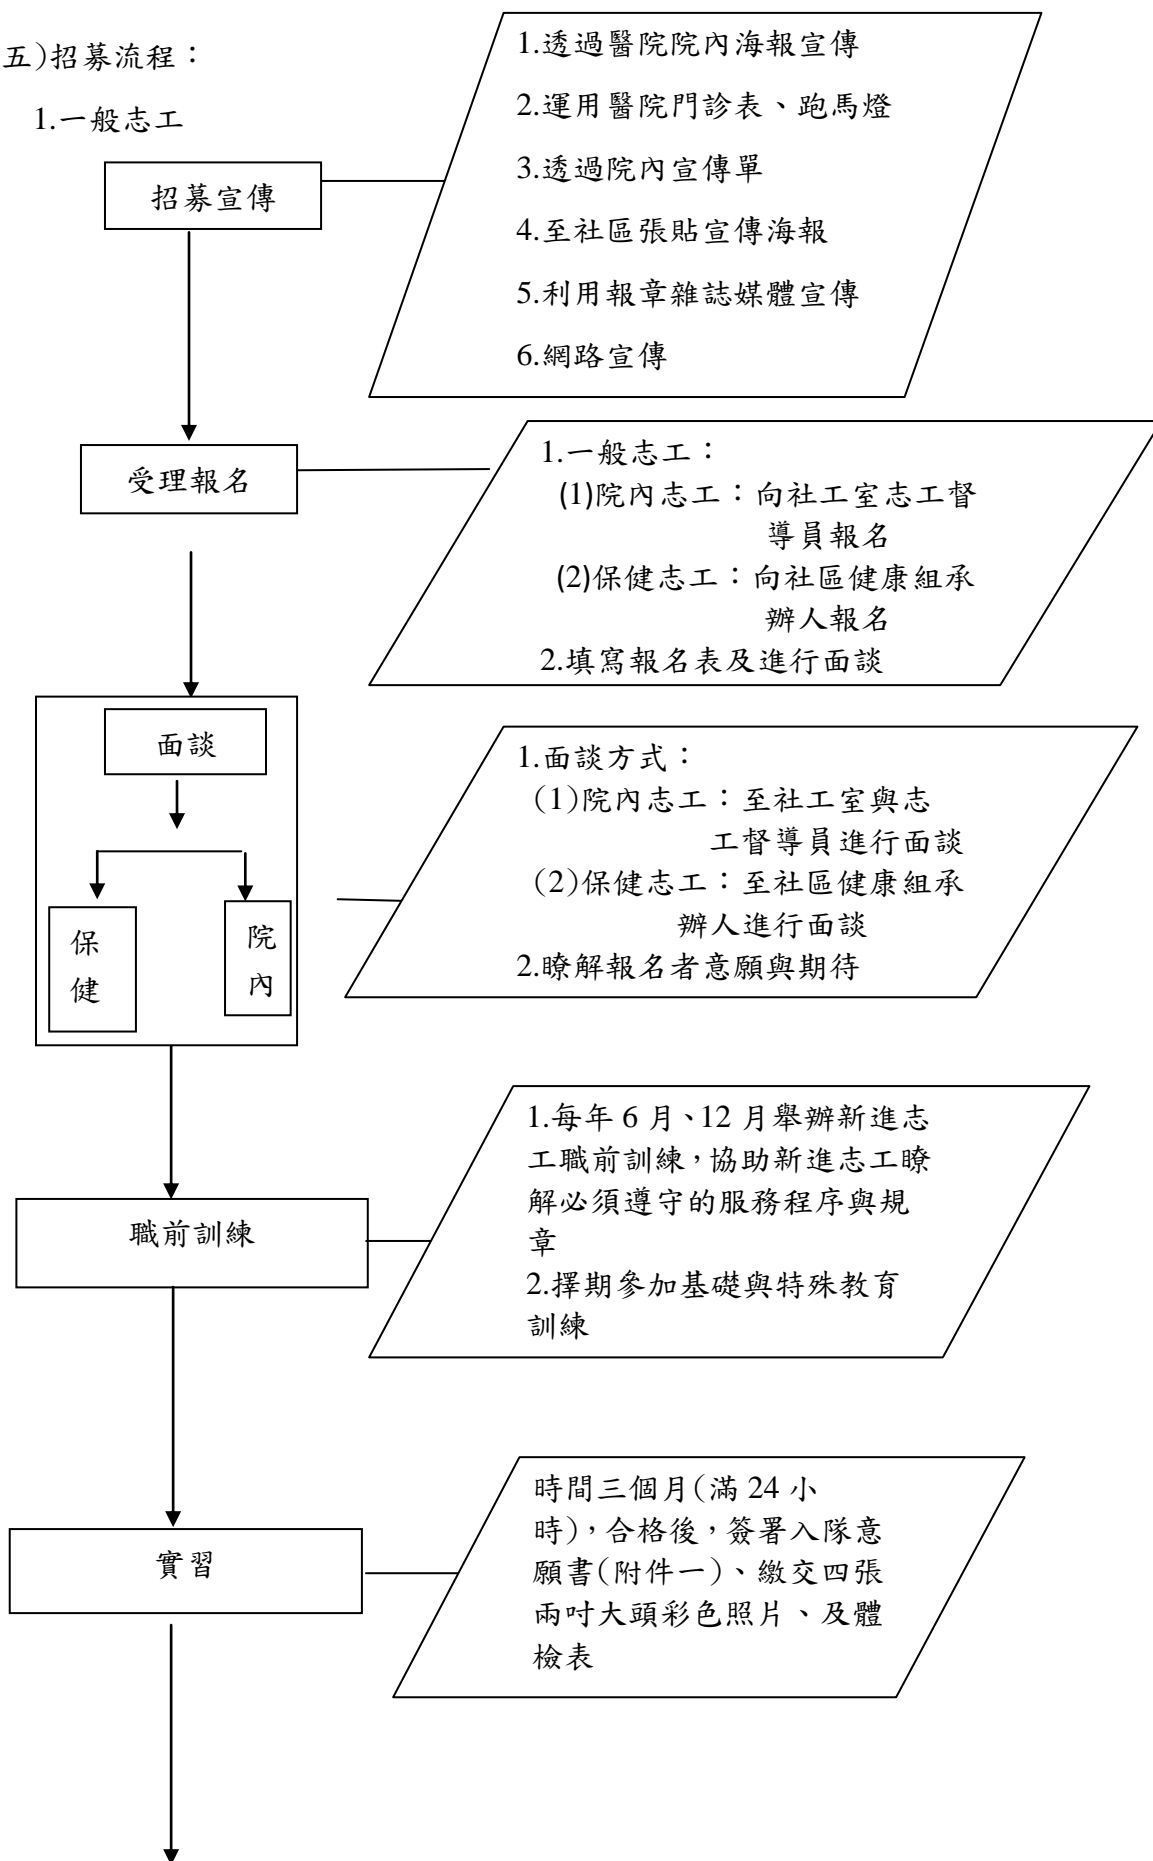 五)招募流程：
1.一般志工
招募宣傳
1.透過醫院院內海報宣傳
2.運用醫院門診表、跑馬燈
3.透過院內宣傳單
4.至社區張貼宣傳海報
5.利用報章雜誌媒體宣傳
6.網路宣傳
受理報名
1.一般志工：
(1)院內志工：向社工室志工督
導員報名
(2)保健志工：向社區健康組承
辦人報名
2.填寫報名表及進行面談
面談
保
健
院
內
1.面談方式：
(1)院內志工：至社工室與志
工督導員進行面談
(2)保健志工：至社區健康組承
辦人進行面談
2.瞭解報名者意願與期待
職前訓練
1.每年 6 月、12 月舉辦新進志
工職前訓練，協助新進志工瞭
解必須遵守的服務程序與規
章
2.擇期參加基礎與特殊教育
訓練
實習
時間三個月(滿 24 小
時)，合格後，簽署入隊意
願書(附件一)、繳交四張
兩吋大頭彩色照片、及體
檢表